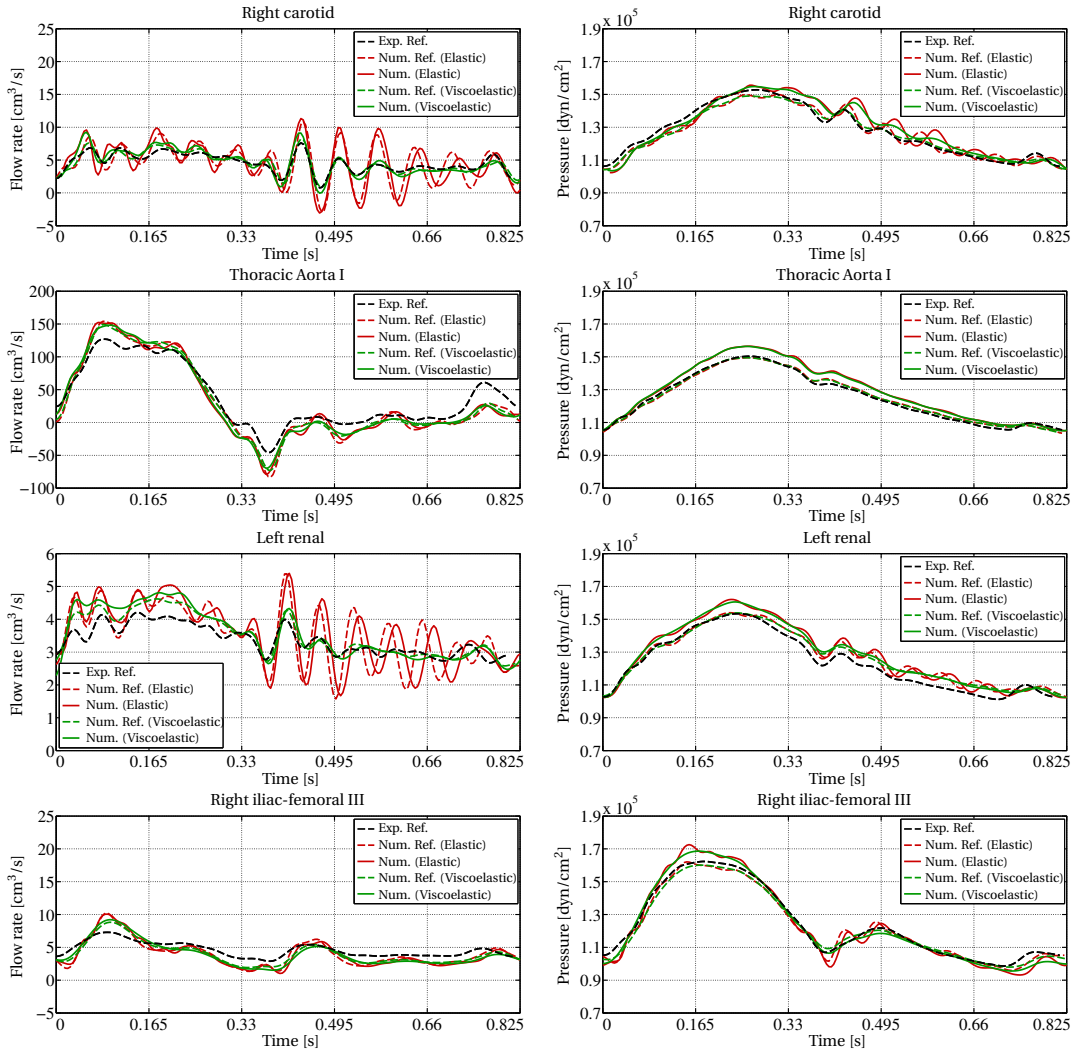 Right carotid
Flow rate [cm³/s]
25
20
15
10
5
0
−5
Exp. Ref.
Num. Ref. (Elastic)
Num. (Elastic)
Num. Ref. (Viscoelastic)
Num. (Viscoelastic)
0 0.165 0.33 0.495 0.66 0.825
Time [s]
Right carotid
x 10⁵
Pressure [dyn/cm²]
1.9
1.7
1.5
1.3
1.1
0.9
0.7
Exp. Ref.
Num. Ref. (Elastic)
Num. (Elastic)
Num. Ref. (Viscoelastic)
Num. (Viscoelastic)
0 0.165 0.33 0.495 0.66 0.825
Time [s]
Thoracic Aorta I
Flow rate [cm³/s]
200
150
100
50
0
−50
−100
Exp. Ref.
Num. Ref. (Elastic)
Num. (Elastic)
Num. Ref. (Viscoelastic)
Num. (Viscoelastic)
0 0.165 0.33 0.495 0.66 0.825
Time [s]
Thoracic Aorta I
x 10⁵
Pressure [dyn/cm²]
1.9
1.7
1.5
1.3
1.1
0.9
0.7
Exp. Ref.
Num. Ref. (Elastic)
Num. (Elastic)
Num. Ref. (Viscoelastic)
Num. (Viscoelastic)
0 0.165 0.33 0.495 0.66 0.825
Time [s]
Left renal
Flow rate [cm³/s]
6
5
4
3
2
1
0
Exp. Ref.
Num. Ref. (Elastic)
Num. (Elastic)
Num. Ref. (Viscoelastic)
Num. (Viscoelastic)
0 0.165 0.33 0.495 0.66 0.825
Time [s]
Left renal
x 10⁵
Pressure [dyn/cm²]
1.9
1.7
1.5
1.3
1.1
0.9
0.7
Exp. Ref.
Num. Ref. (Elastic)
Num. (Elastic)
Num. Ref. (Viscoelastic)
Num. (Viscoelastic)
0 0.165 0.33 0.495 0.66 0.825
Time [s]
Right iliac-femoral III
Flow rate [cm³/s]
25
20
15
10
5
0
−5
Exp. Ref.
Num. Ref. (Elastic)
Num. (Elastic)
Num. Ref. (Viscoelastic)
Num. (Viscoelastic)
0 0.165 0.33 0.495 0.66 0.825
Time [s]
Right iliac-femoral III
x 10⁵
Pressure [dyn/cm²]
1.9
1.7
1.5
1.3
1.1
0.9
0.7
Exp. Ref.
Num. Ref. (Elastic)
Num. (Elastic)
Num. Ref. (Viscoelastic)
Num. (Viscoelastic)
0 0.165 0.33 0.495 0.66 0.825
Time [s]